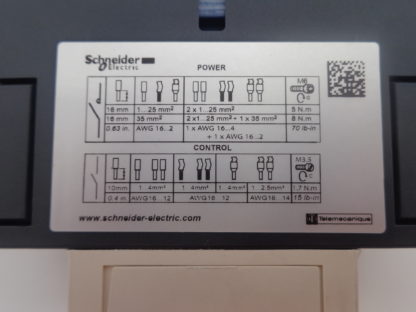 Schneider
Electric
POWER
M6
16 mm 1...25 mm² 2 x 1...25 mm² 5 N.m
16 mm 35 mm² 2x1...25 mm² + 1 x 35 mm² 8 N.m
0.63 in. AWG 16...2 1 x AWG 16...4 70 lb-in
+ 1 x AWG 16...2
CONTROL
M3.5
10mm 1...4mm² 1...4mm² 1...4mm² 1...2.5mm² 1,7 N.m
0.4 in. AWG16...12 AWG16...12 AWG16...14 15 lb-in
www.schneider-electric.com
Telemecanique